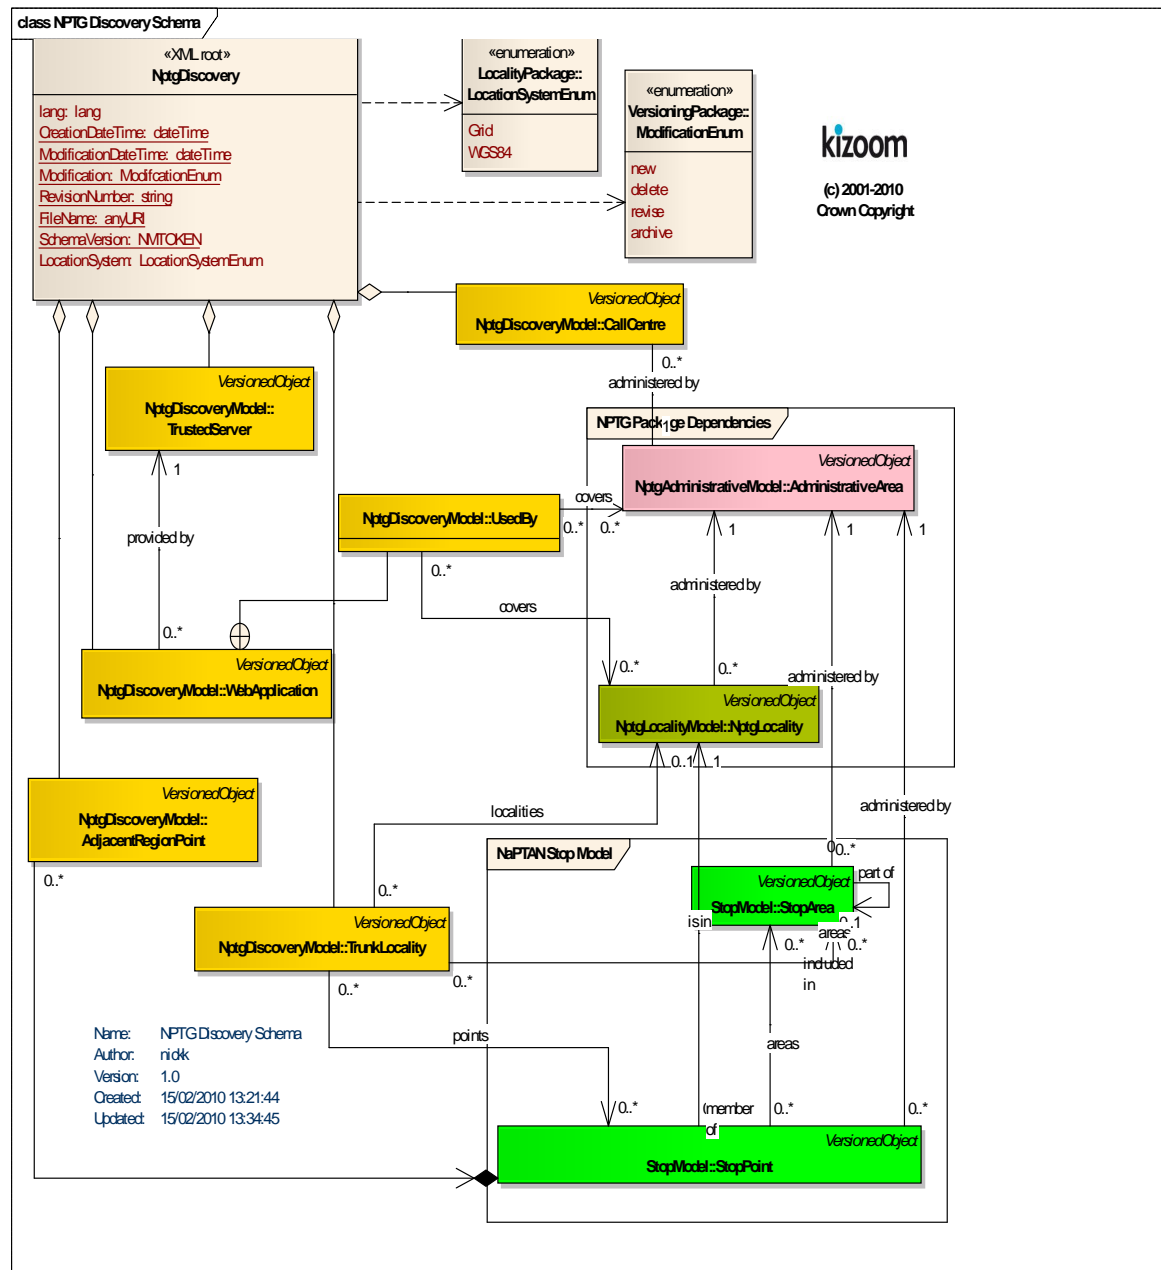 class NPTG Discovery Schema
«XML root»
NptgDiscovery
lang: lang
CreationDateTime: dateTime
ModificationDateTime: dateTime
Modification: ModifcationEnum
RevisionNumber: string
FileName: anyURI
SchemaVersion: NMTOKEN
LocationSystem: LocationSystemEnum
«enumeration»
LocalityPackage::
LocationSystemEnum
Grid
WGS84
«enumeration»
VersioningPackage::
ModificationEnum
new
delete
revise
archive
kizoom
(c) 2001-2010
Crown Copyright
VersionedObject
NptgDiscoveryModel::CallCentre
0..*
administered by
1
VersionedObject
NptgDiscoveryModel::
TrustedServer
1
provided by
0..*
NPTG Package Dependencies
VersionedObject
NptgAdministrativeModel::AdministrativeArea
NptgDiscoveryModel::UsedBy
covers
0..*
0..*
0..*
covers
0..*
1
administered by
0..*
1
administered by
1
administered by
VersionedObject
NptgDiscoveryModel::WebApplication
VersionedObject
NptgLocalityModel::NptgLocality
0..1
1
VersionedObject
NptgDiscoveryModel::
AdjacentRegionPoint
0..*
localities
0..*
NaPTAN Stop Model
0..*
part of
VersionedObject
StopModel::StopArea
0..1
is in
areas
0..*
0..*
included
in
VersionedObject
NptgDiscoveryModel::TrunkLocality
0..*
0..*
points
areas
0..*
(member
of
0..*
0..*
VersionedObject
StopModel::StopPoint
Name: NPTG Discovery Schema
Author: nickk
Version: 1.0
Created: 15/02/2010 13:21:44
Updated: 15/02/2010 13:34:45